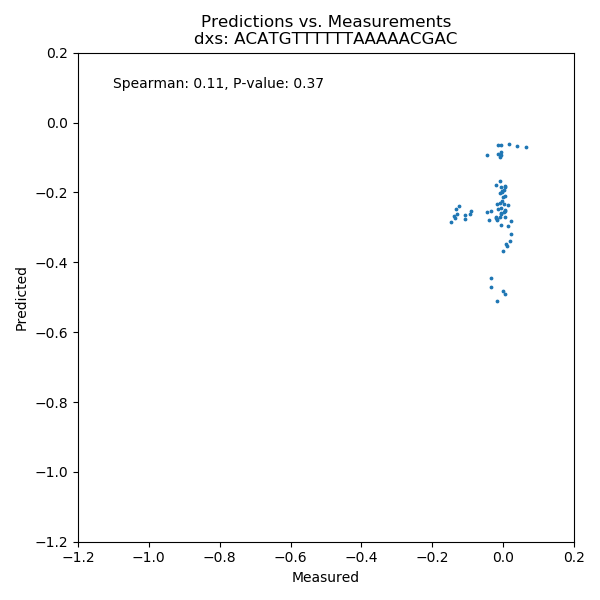 Predictions vs. Measurements
dxs: ACATGTTTTTTAAAAACGAC
Spearman: 0.11, P-value: 0.37
0.2
0.0
−0.2
−0.4
−0.6
−0.8
−1.0
−1.2
Predicted
−1.2 −1.0 −0.8 −0.6 −0.4 −0.2 0.0 0.2
Measured